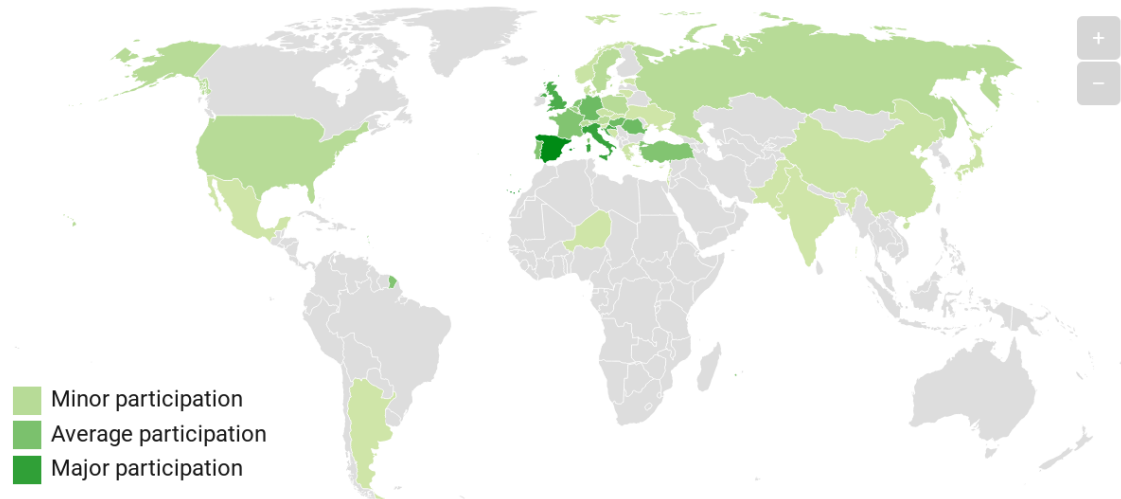 +
−
Minor participation
Average participation
Major participation